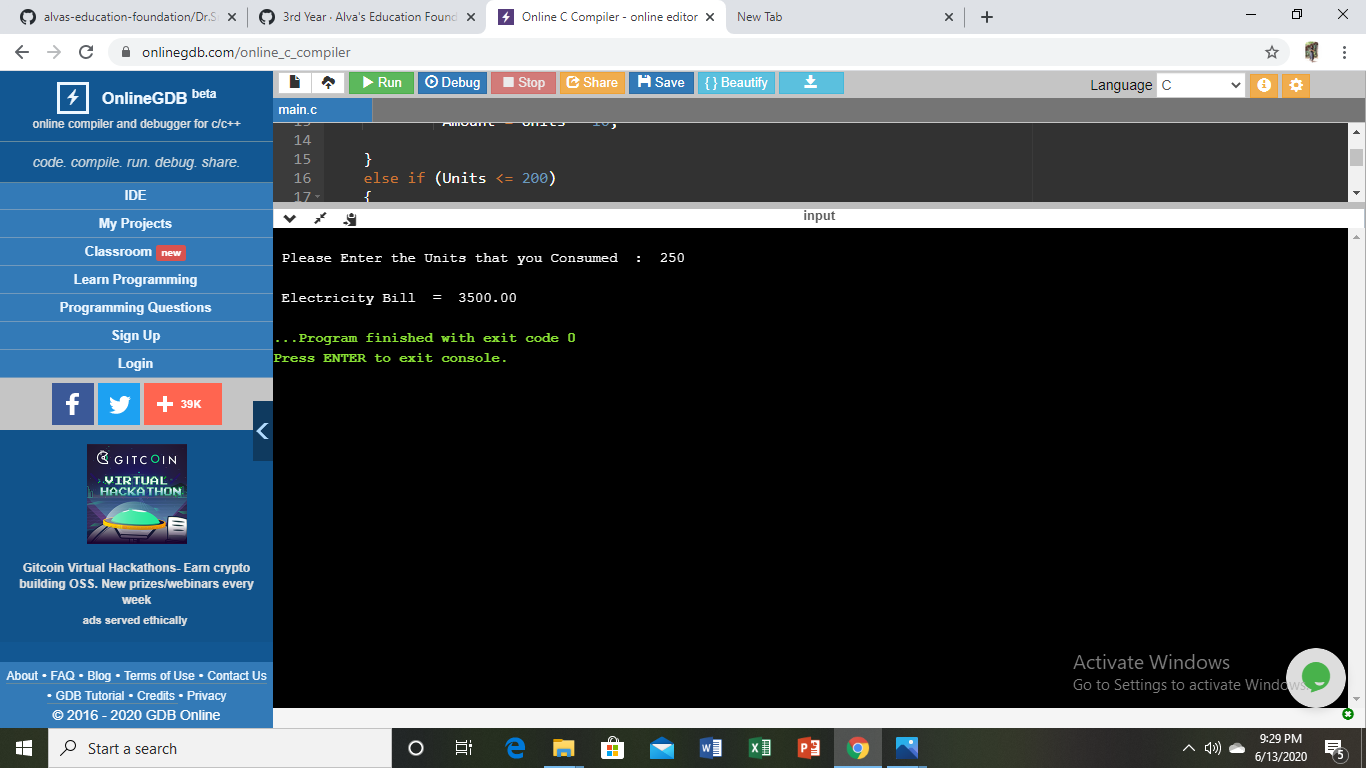 alvas-education-foundation/Dr.S
3rd Year · Alva's Education Found
Online C Compiler - online editor
New Tab
onlinegdb.com/online_c_compiler
OnlineGDB beta
online compiler and debugger for c/c++
code. compile. run. debug. share.
IDE
My Projects
Classroom new
Learn Programming
Programming Questions
Sign Up
Login
39K
GITCOIN
VIRTUAL
HACKATHON
Gitcoin Virtual Hackathons- Earn crypto
building OSS. New prizes/webinars every
week
ads served ethically
About • FAQ • Blog • Terms of Use • Contact Us
• GDB Tutorial • Credits • Privacy
© 2016 - 2020 GDB Online
Run Debug Stop Share Save { } Beautify
Language C
main.c
14
15 }
16 else if (Units <= 200)
17 {
input
Please Enter the Units that you Consumed : 250
Electricity Bill = 3500.00
...Program finished with exit code 0
Press ENTER to exit console.
Activate Windows
Go to Settings to activate Windows.
Start a search
9:29 PM
6/13/2020
5